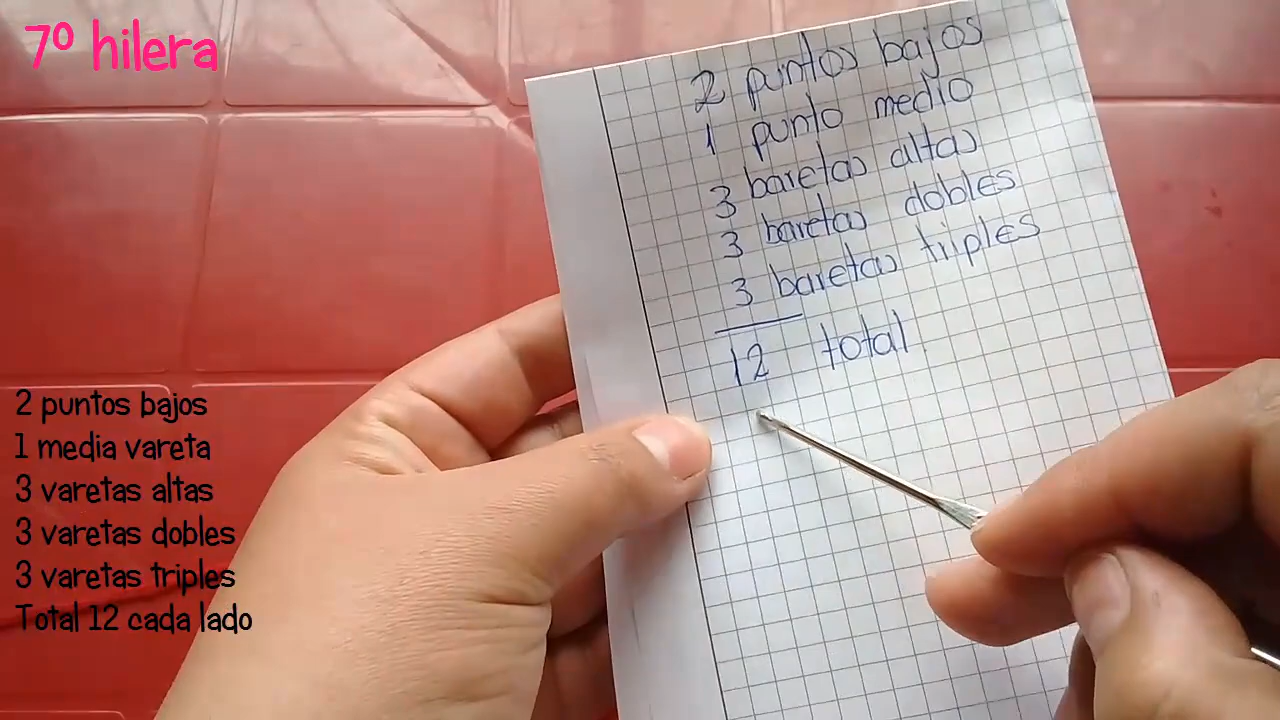 7º hilera
2 puntos bajos
1 punto medio
3 baretas altas
3 baretas dobles
3 baretas triples
12 total
2 puntos bajos
1 media vareta
3 varetas altas
3 varetas dobles
3 varetas triples
Total 12 cada lado